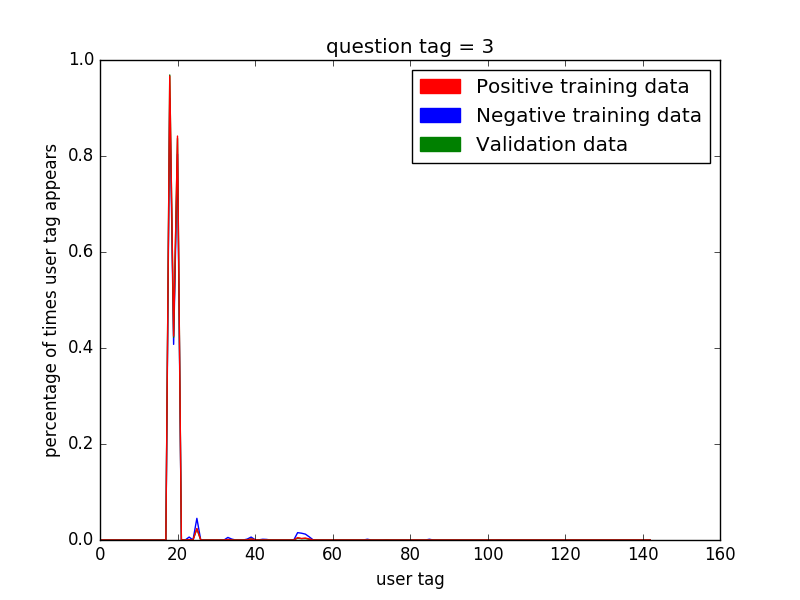 question tag = 3
Positive training data
Negative training data
Validation data
percentage of times user tag appears
1.0
0.8
0.6
0.4
0.2
0.0
0 20 40 60 80 100 120 140 160
user tag